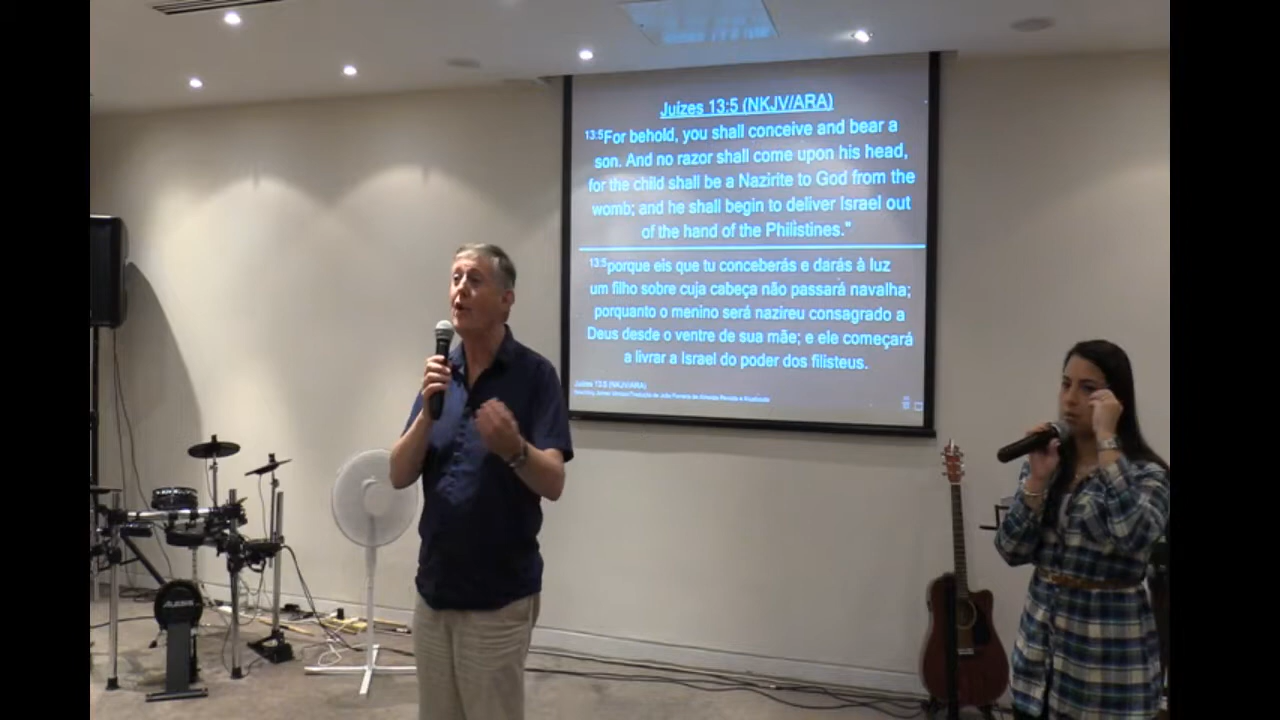 Juízes 13:5 (NKJV/ARA)
13:5For behold, you shall conceive and bear a
son. And no razor shall come upon his head,
for the child shall be a Nazirite to God from the
womb; and he shall begin to deliver Israel out
of the hand of the Philistines."
13:5porque eis que tu conceberás e darás à luz
um filho sobre cuja cabeça não passará navalha;
porquanto o menino será nazireu consagrado a
Deus desde o ventre de sua mãe; e ele começará
a livrar a Israel do poder dos filisteus.
Juízes 13:5 (NKJV/ARA)
ALESIS